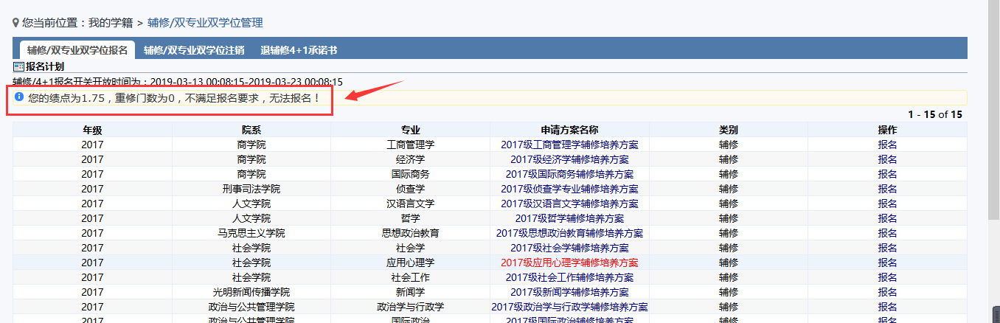 您当前位置：我的学籍 > 辅修/双专业双学位管理
辅修/双专业双学位报名 辅修/双专业双学位注销 退辅修4+1承诺书
报名计划
辅修/4+1报名开关开放时间为：2019-03-13 00:08:15-2019-03-23 00:08:15
您的绩点为1.75，重修门数为0，不满足报名要求，无法报名！
1 - 15 of 15
年级 院系 专业 申请方案名称 类别 操作
2017 商学院 工商管理学 2017级工商管理学辅修培养方案 辅修 报名
2017 商学院 经济学 2017级经济学辅修培养方案 辅修 报名
2017 商学院 国际商务 2017级国际商务辅修培养方案 辅修 报名
2017 刑事司法学院 侦查学 2017级侦查学专业辅修培养方案 辅修 报名
2017 人文学院 汉语言文学 2017级汉语言文学辅修培养方案 辅修 报名
2017 人文学院 哲学 2017级哲学辅修培养方案 辅修 报名
2017 马克思主义学院 思想政治教育 2017级思想政治教育辅修培养方案 辅修 报名
2017 社会学院 社会学 2017级社会学辅修培养方案 辅修 报名
2017 社会学院 应用心理学 2017级应用心理学辅修培养方案 辅修 报名
2017 社会学院 社会工作 2017级社会工作辅修培养方案 辅修 报名
2017 光明新闻传播学院 新闻学 2017级新闻学辅修培养方案 辅修 报名
2017 政治与公共管理学院 政治学与行政学 2017级政治学与行政学辅修培养方案 辅修 报名
2017 政治与公共管理学院 国际政治 2017级国际政治辅修培养方案 辅修 报名